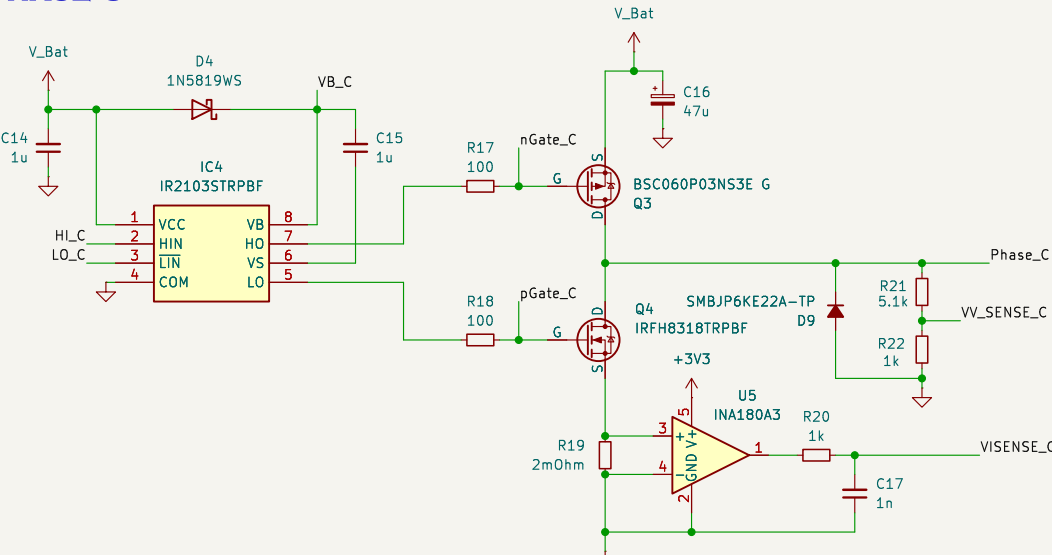 V_Bat
V_Bat
D4
1N5819WS
VB_C
C16
47u
C14
1u
C15
1u
R17
100
nGate_C
IC4
IR2103STRPBF
S
G
D
BSC060P03NS3E G
Q3
1 VCC VB 8
HI_C 2 HIN HO 7
LO_C 3 LIN VS 6
4 COM LO 5
Phase_C
R18
100
pGate_C
D
G
S
Q4
IRFH8318TRPBF
SMBJP6KE22A-TP
D9
R21
5.1k
VV_SENSE_C
R22
1k
+3V3
U5
INA180A3
R19
2mOhm
3 + V+ 5
4 - GND 2
1
R20
1k
C17
1n